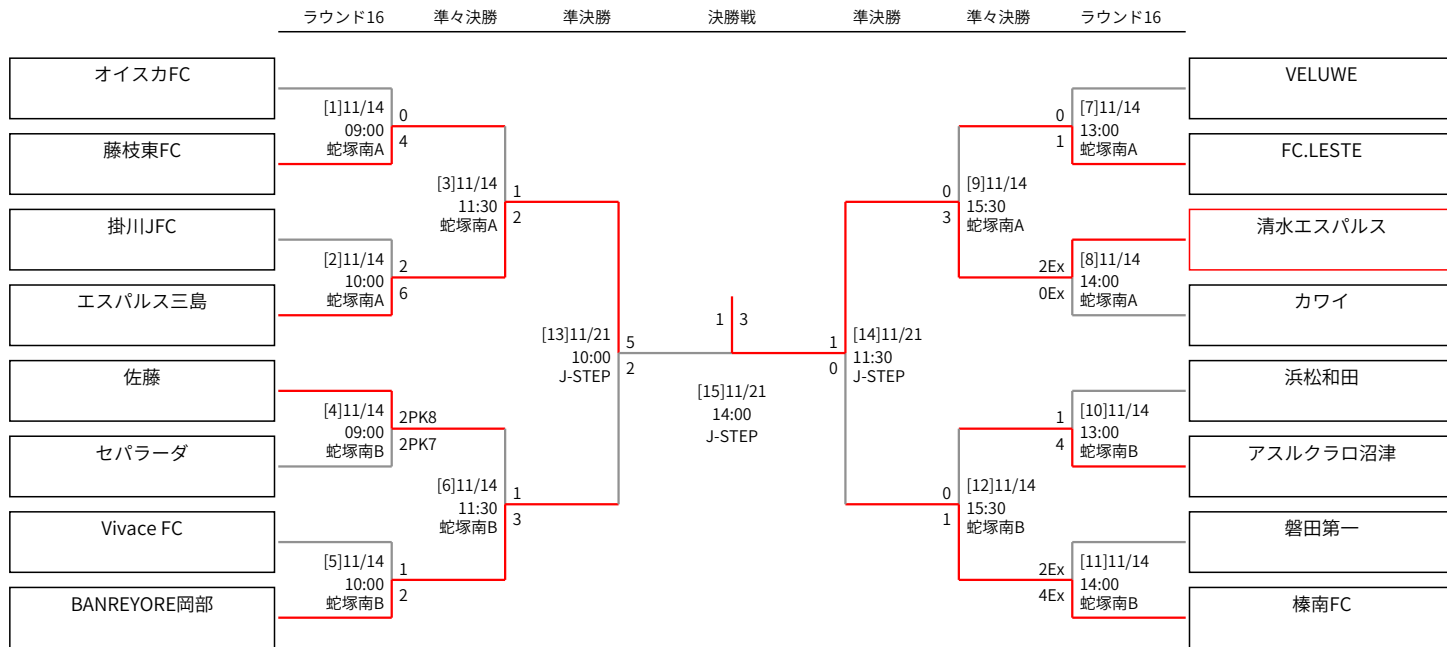 ラウンド16 準々決勝 準決勝 決勝戦 準決勝 準々決勝 ラウンド16
オイスカFC
藤枝東FC
掛川JFC
エスパルス三島
佐藤
セパラーダ
Vivace FC
BANREYORE岡部
[1]11/14
09:00
蛇塚南A
0
4
[2]11/14
10:00
蛇塚南A
2
6
[4]11/14
09:00
蛇塚南B
2PK8
2PK7
[5]11/14
10:00
蛇塚南B
1
2
[3]11/14
11:30
蛇塚南A
1
2
[6]11/14
11:30
蛇塚南B
1
3
[13]11/21
10:00
J-STEP
5
2
1 3
[15]11/21
14:00
J-STEP
1
0
[14]11/21
11:30
J-STEP
0
3
[9]11/14
15:30
蛇塚南A
0
1
[12]11/14
15:30
蛇塚南B
0
1
[7]11/14
13:00
蛇塚南A
2Ex
0Ex
[8]11/14
14:00
蛇塚南A
1
4
[10]11/14
13:00
蛇塚南B
2Ex
4Ex
[11]11/14
14:00
蛇塚南B
VELUWE
FC.LESTE
清水エスパルス
カワイ
浜松和田
アスルクラロ沼津
磐田第一
榛南FC